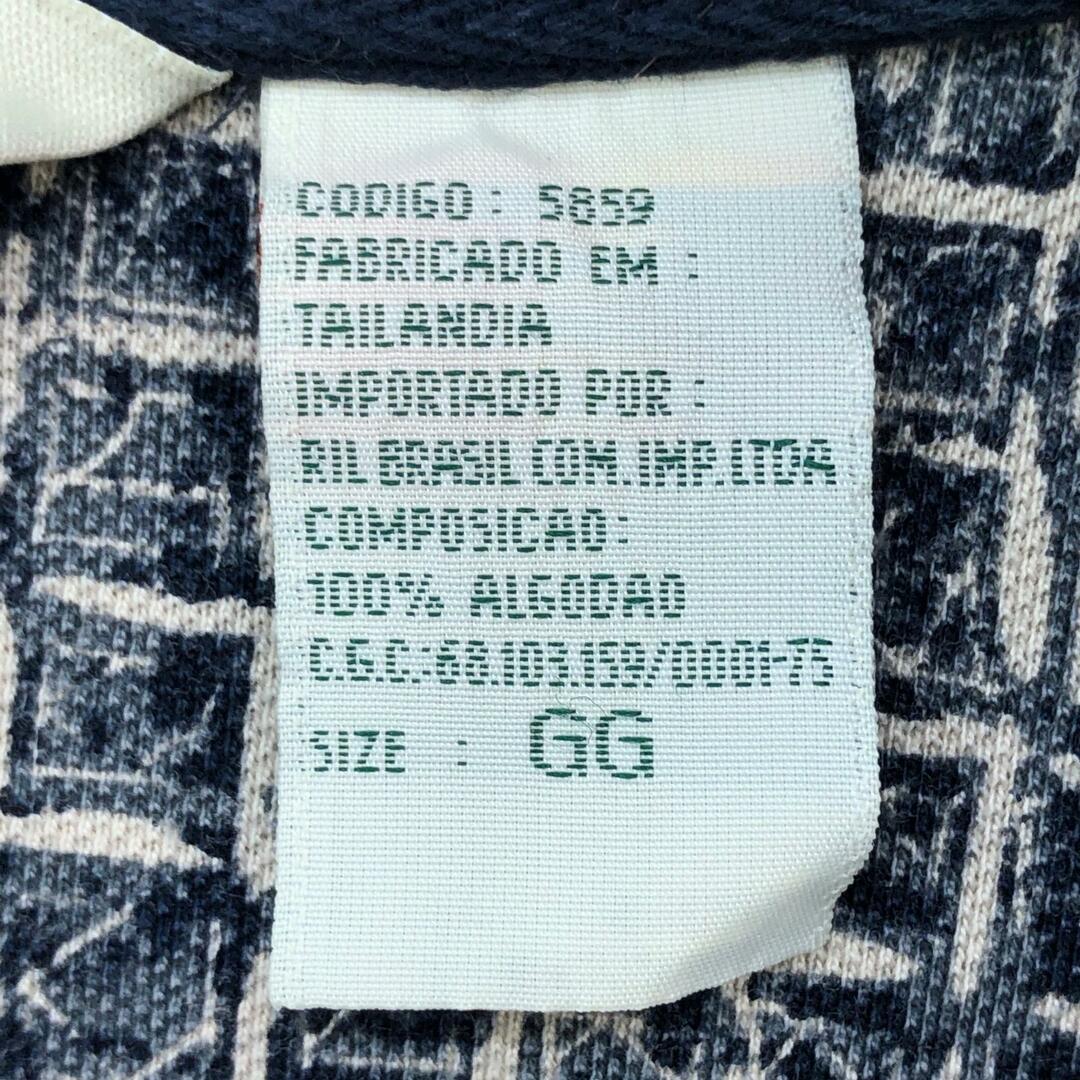 CODIGO : 5859
FABRICADO EM :
TAILANDIA
IMPORTADO POR :
RIL BRASIL COM. IMP. LTDA
COMPOSICAO:
100% ALGODAO
C.G.C.:68.103.159/0001-75
SIZE : GG